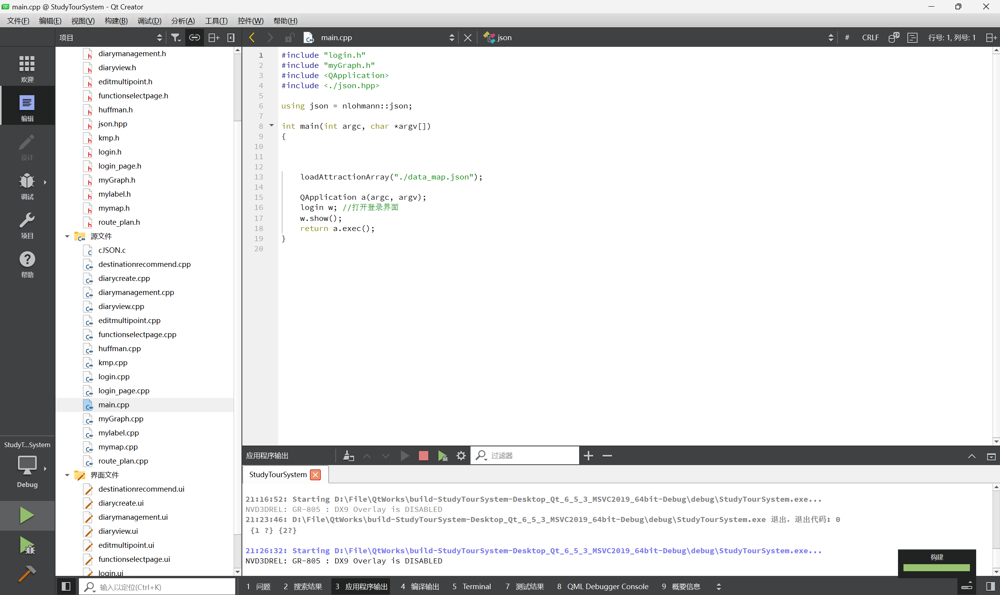 main.cpp @ StudyTourSystem - Qt Creator
文件(F) 编辑(E) 视图(V) 构建(B) 调试(D) 分析(A) 工具(T) 控件(W) 帮助(H)
项目
main.cpp
json
# CRLF 行号: 1, 列号: 1
欢迎
编辑
设计
调试
项目
帮助
StudyT...System
Debug
diarymanagement.h
diaryview.h
editmultipoint.h
functionselectpage.h
huffman.h
json.hpp
kmp.h
login.h
login_page.h
myGraph.h
mylabel.h
mymap.h
route_plan.h
源文件
cJSON.c
destinationrecommend.cpp
diarycreate.cpp
diarymanagement.cpp
diaryview.cpp
editmultipoint.cpp
functionselectpage.cpp
huffman.cpp
kmp.cpp
login.cpp
login_page.cpp
main.cpp
myGraph.cpp
mylabel.cpp
mymap.cpp
route_plan.cpp
界面文件
destinationrecommend.ui
diarycreate.ui
diarymanagement.ui
diaryview.ui
editmultipoint.ui
functionselectpage.ui
login.ui
1 #include "login.h"
2 #include "myGraph.h"
3 #include <QApplication>
4 #include <./json.hpp>
5
6 using json = nlohmann::json;
7
8 int main(int argc, char *argv[])
9 {
10
11
12
13 loadAttractionArray("./data_map.json");
14
15 QApplication a(argc, argv);
16 login w; //打开登录界面
17 w.show();
18 return a.exec();
19 }
20
应用程序输出
过滤器
StudyTourSystem
21:16:52: Starting D:\File\QtWorks\build-StudyTourSystem-Desktop_Qt_6_5_3_MSVC2019_64bit-Debug\debug\StudyTourSystem.exe...
NVD3DREL: GR-805 : DX9 Overlay is DISABLED
21:23:46: D:\File\QtWorks\build-StudyTourSystem-Desktop_Qt_6_5_3_MSVC2019_64bit-Debug\debug\StudyTourSystem.exe 退出，退出代码: 0
{1 ?} {2?}
21:26:32: Starting D:\File\QtWorks\build-StudyTourSystem-Desktop_Qt_6_5_3_MSVC2019_64bit-Debug\debug\StudyTourSystem.exe...
NVD3DREL: GR-805 : DX9 Overlay is DISABLED
构建
输入以定位(Ctrl+K)
1 问题 2 搜索结果 3 应用程序输出 4 编译输出 5 Terminal 7 测试结果 8 QML Debugger Console 9 概要信息